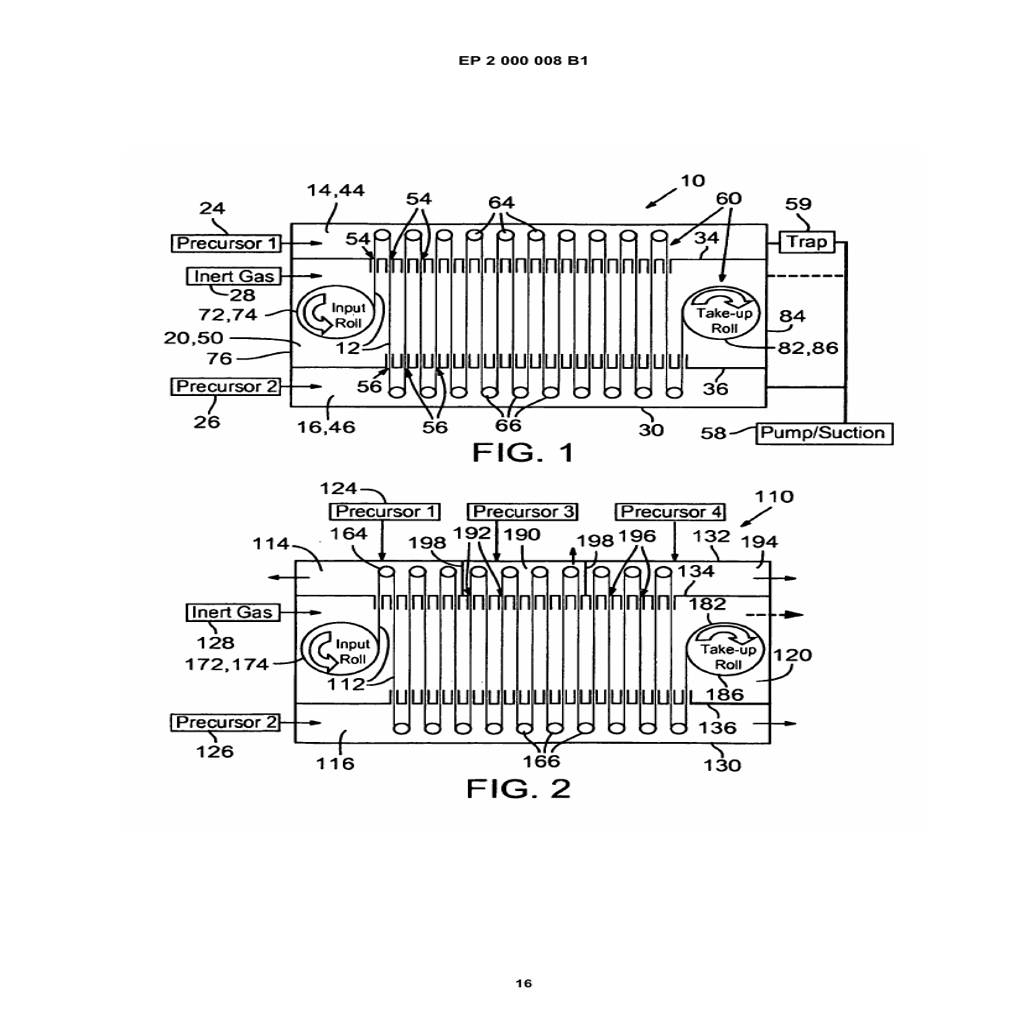 EP 2 000 008 B1
10
14,44
24
54
64
60
59
Precursor 1
54
34
Trap
Inert Gas
28
72,74
Input
Roll
Take-up
Roll
84
20,50
12
82,86
76
Precursor 2
56
36
26
16,46
56
66
30
58
Pump/Suction
FIG. 1
124
110
Precursor 1
Precursor 3
Precursor 4
164
198
192
190
198
196
132
194
114
134
Inert Gas
182
128
Input
Roll
Take-up
Roll
120
172,174
112
186
Precursor 2
136
126
116
166
130
FIG. 2
16